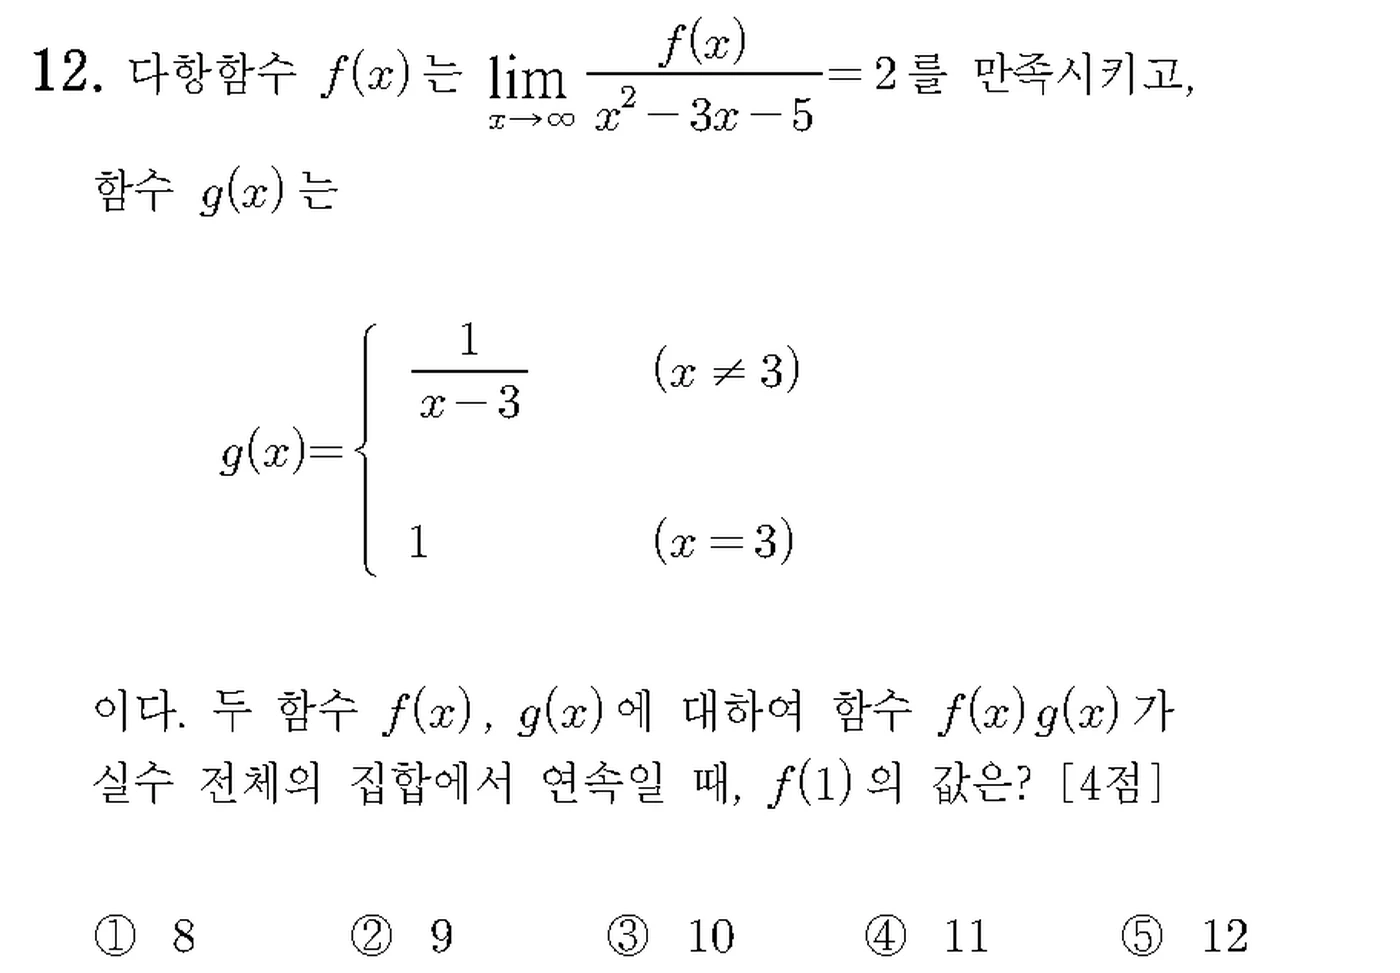 12. 다항함수 f(x)는 lim_{x→∞} f(x)/(x² − 3x − 5) = 2를 만족시키고,
함수 g(x)는
g(x) = { 1/(x − 3) (x ≠ 3)
1 (x = 3)
이다. 두 함수 f(x), g(x)에 대하여 함수 f(x)g(x)가
실수 전체의 집합에서 연속일 때, f(1)의 값은? [4점]
① 8 ② 9 ③ 10 ④ 11 ⑤ 12